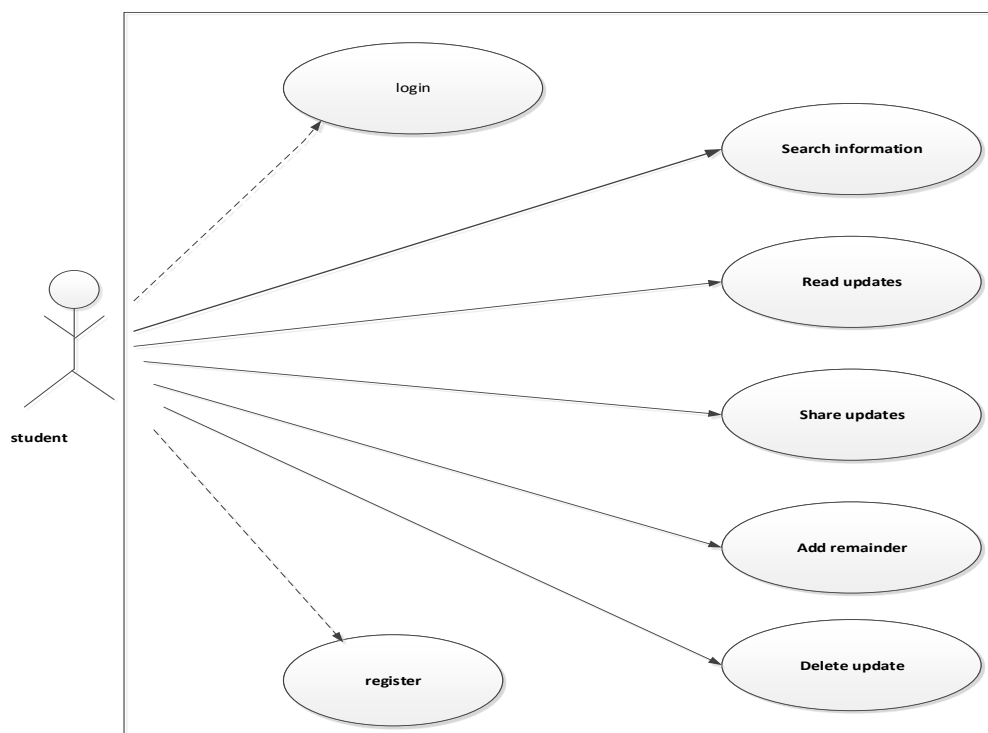 login
Search information
Read updates
Share updates
student
Add remainder
Delete update
register